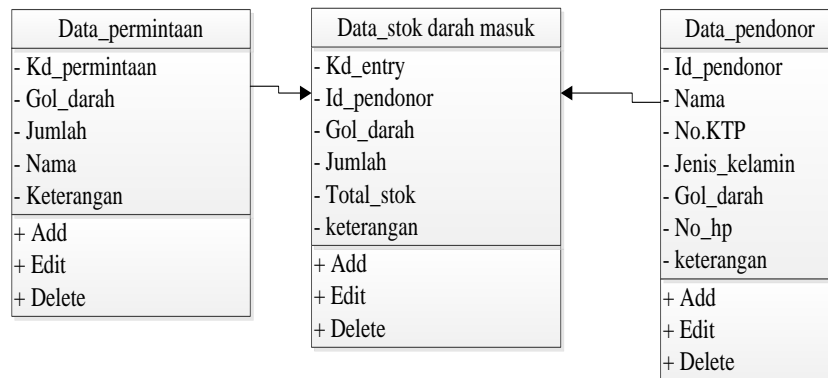 Data_permintaan
- Kd_permintaan
- Gol_darah
- Jumlah
- Nama
- Keterangan
+ Add
+ Edit
+ Delete
Data_stok darah masuk
- Kd_entry
- Id_pendonor
- Gol_darah
- Jumlah
- Total_stok
- keterangan
+ Add
+ Edit
+ Delete
Data_pendonor
- Id_pendonor
- Nama
- No.KTP
- Jenis_kelamin
- Gol_darah
- No_hp
- keterangan
+ Add
+ Edit
+ Delete